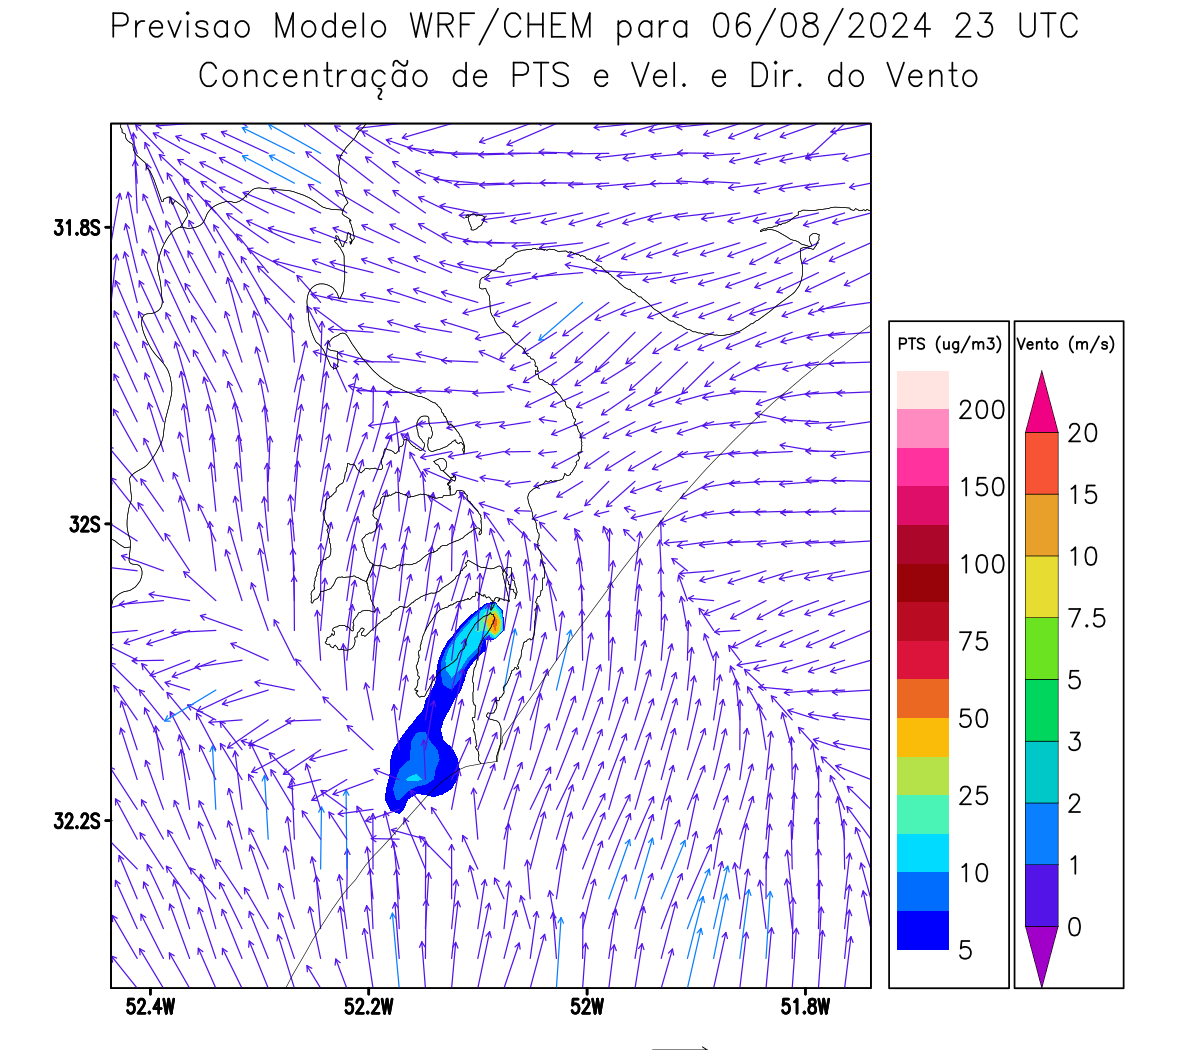 Previsao Modelo WRF/CHEM para 06/08/2024 23 UTC
Concentração de PTS e Vel. e Dir. do Vento
31.8S
32S
32.2S
52.4W
52.2W
52W
51.8W
PTS (ug/m3)
200
150
100
75
50
25
10
5
Vento (m/s)
20
15
10
7.5
5
3
2
1
0